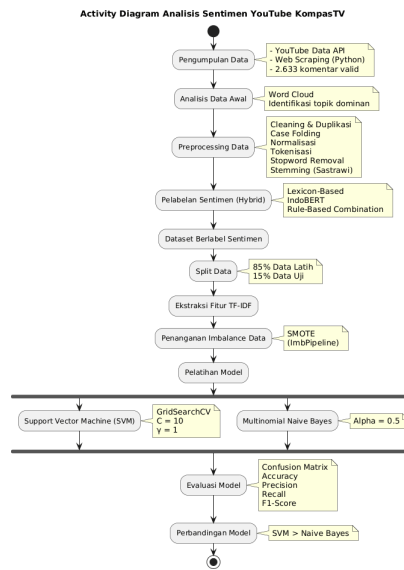 Activity Diagram Analisis Sentimen YouTube KompasTV
Pengumpulan Data
- YouTube Data API
- Web Scraping (Python)
- 2.633 komentar valid
Analisis Data Awal
Word Cloud
Identifikasi topik dominan
Preprocessing Data
Cleaning & Duplikasi
Case Folding
Normalisasi
Tokenisasi
Stopword Removal
Stemming (Sastrawi)
Pelabelan Sentimen (Hybrid)
Lexicon-Based
IndoBERT
Rule-Based Combination
Dataset Berlabel Sentimen
Split Data
85% Data Latih
15% Data Uji
Ekstraksi Fitur TF-IDF
Penanganan Imbalance Data
SMOTE
(ImbPipeline)
Pelatihan Model
Support Vector Machine (SVM)
GridSearchCV
C = 10
γ = 1
Multinomial Naive Bayes
Alpha = 0.5
Evaluasi Model
Confusion Matrix
Accuracy
Precision
Recall
F1-Score
Perbandingan Model
SVM > Naive Bayes